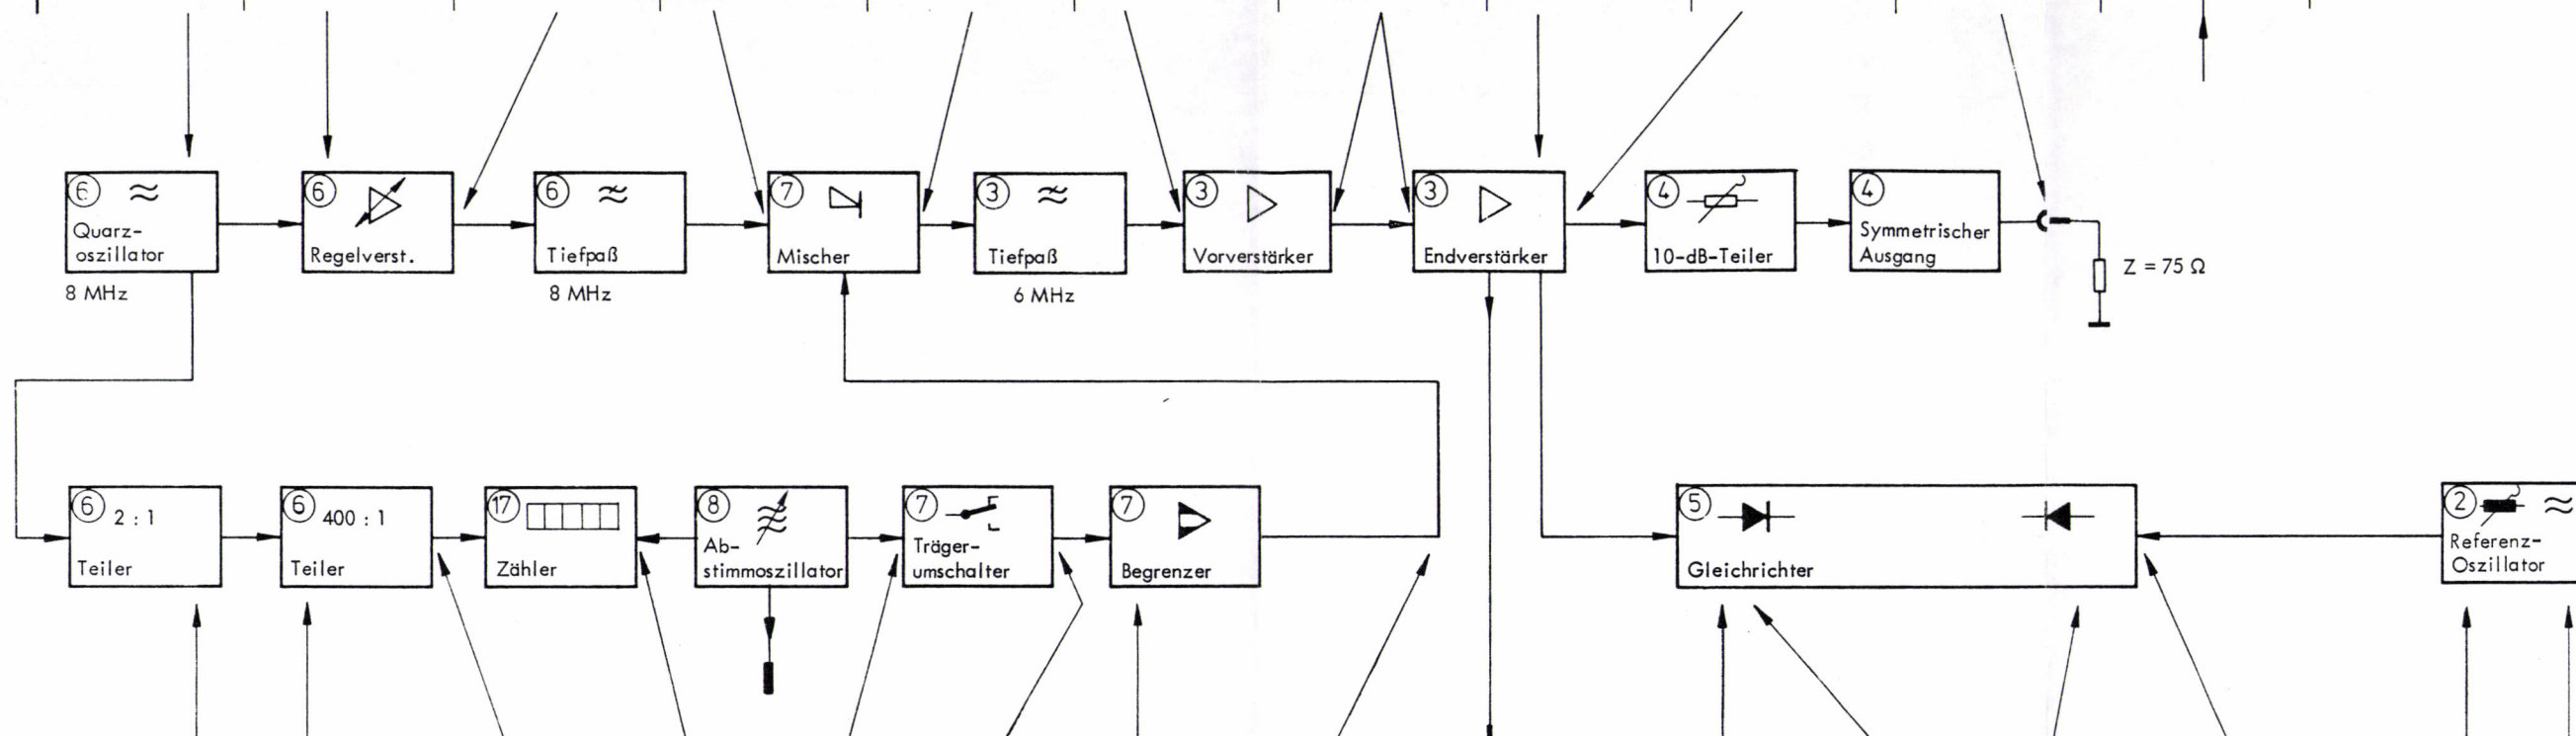 6
Quarz-
oszillator
8 MHz
6
Regelverst.
6
Tiefpaß
8 MHz
7
Mischer
3
Tiefpaß
6 MHz
3
Vorverstärker
3
Endverstärker
4
10-dB-Teiler
4
Symmetrischer
Ausgang
Z = 75 Ω
6
2 : 1
Teiler
6
400 : 1
Teiler
17
Zähler
8
Ab-
stimmoszillator
7
Träger-
umschalter
7
Begrenzer
5
Gleichrichter
2
Referenz-
Oszillator